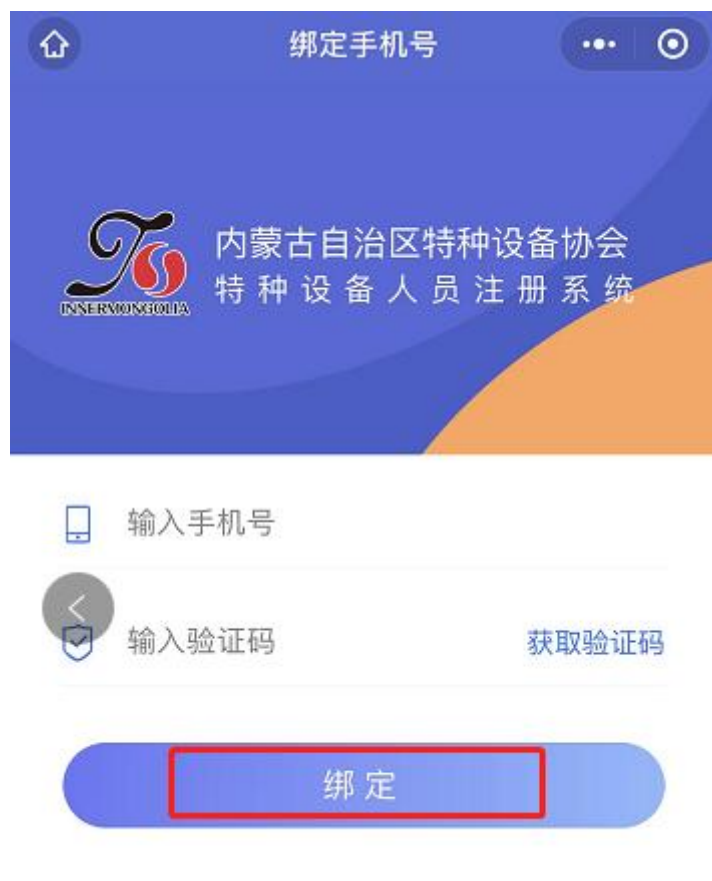 绑定手机号
内蒙古自治区特种设备协会
特种设备人员注册系统
INNERMONGOLIA
输入手机号
输入验证码
获取验证码
绑定